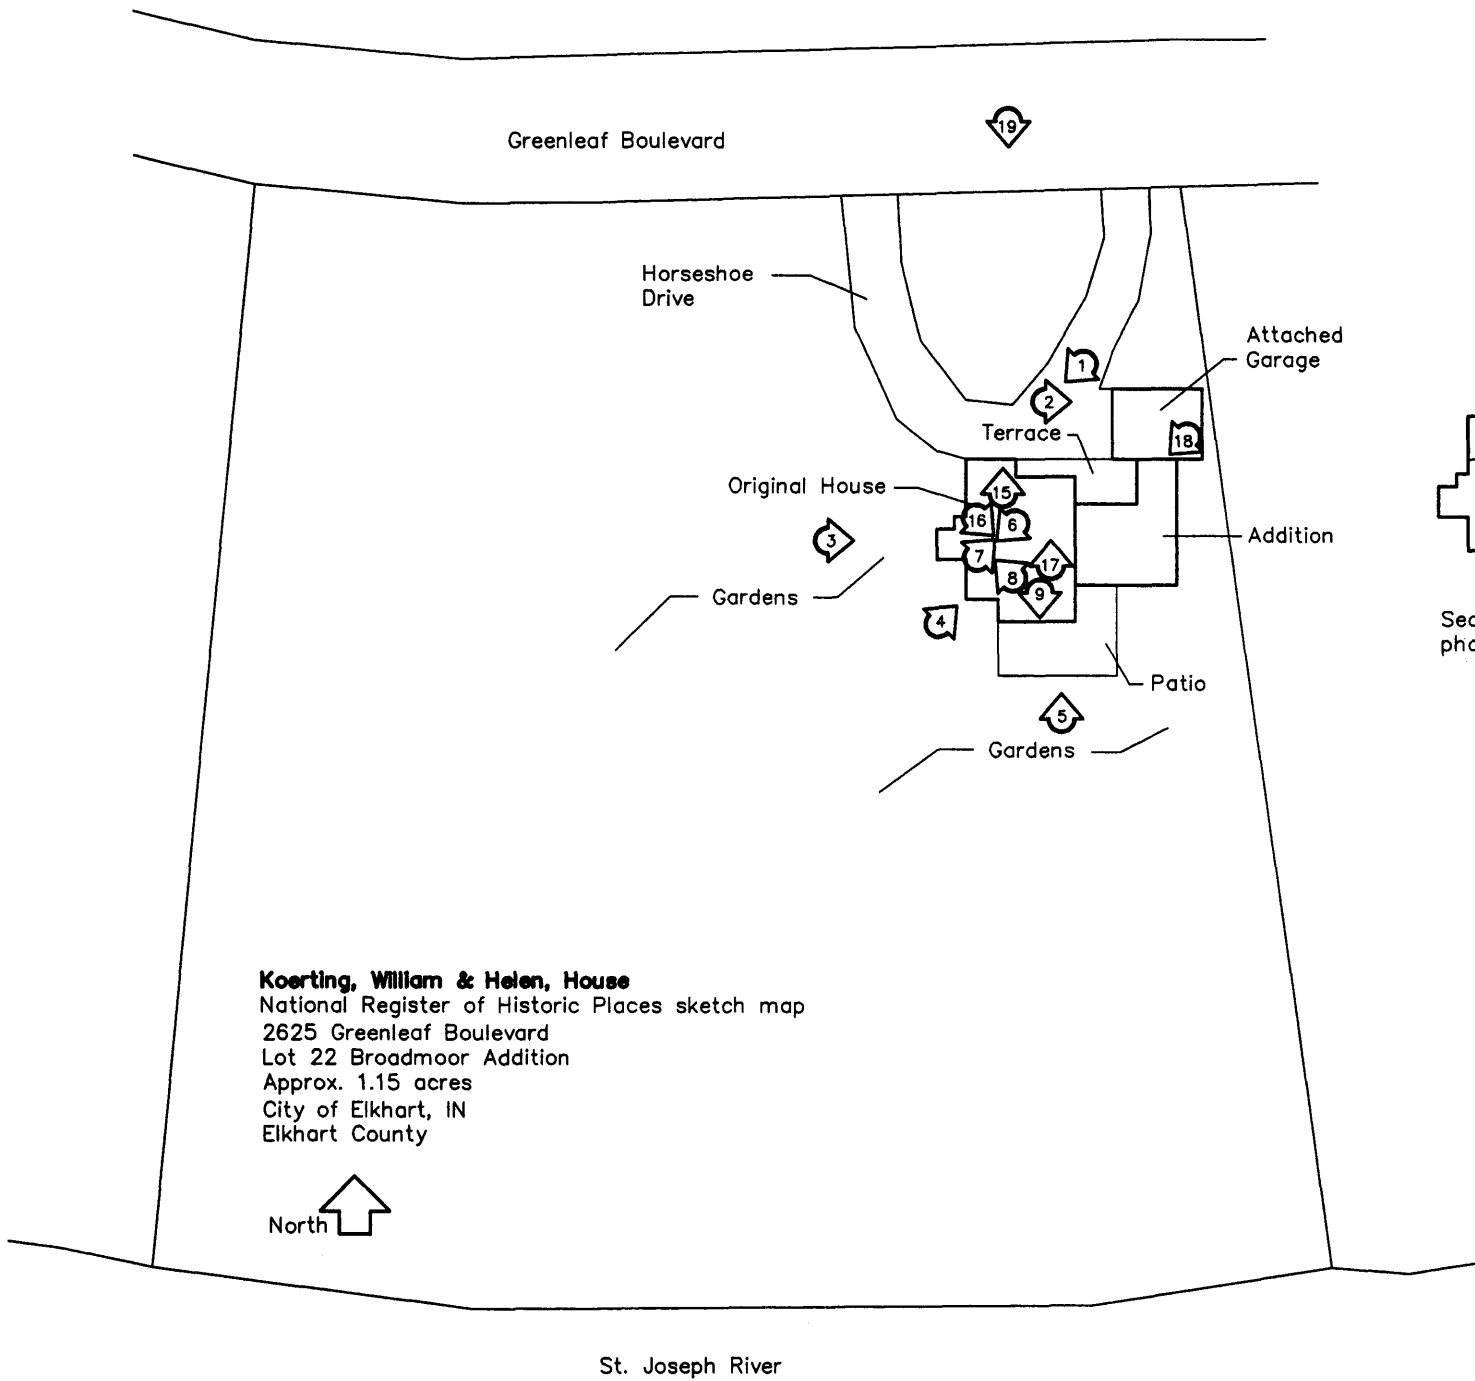 19
Greenleaf Boulevard
Horseshoe
Drive
Attached
Garage
1
2
Terrace
18
Original House
15
16
6
3
7
17
Addition
8
9
Gardens
4
Patio
5
Gardens
Koerting, William & Helen, House
National Register of Historic Places sketch map
2625 Greenleaf Boulevard
Lot 22 Broadmoor Addition
Approx. 1.15 acres
City of Elkhart, IN
Elkhart County
North
St. Joseph River